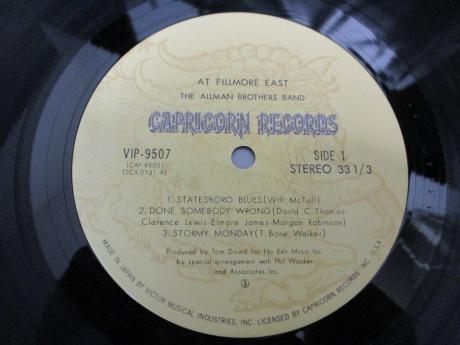 AT FILLMORE EAST
THE ALLMAN BROTHERS BAND
CAPRICORN RECORDS
VIP-9507
(CAP-9505)
(2CX0131-A)
SIDE 1
STEREO 33 1/3
1. STATESBORO BLUES(Will McTell)
2. DONE SOMEBODY WRONG(David C. Thomas-
Clarence Lewis-Elmore Jones-Morgan Robinson)
3. STORMY MONDAY(T. Bone Walker)
Produced by Tom Dowd for No Exit Music Inc.
by special arrangement with Phil Walden
and Associates Inc.
S
MADE IN JAPAN BY VICTOR MUSICAL INDUSTRIES, INC. LICENSED BY CAPRICORN RECORDS INC. U.S.A.